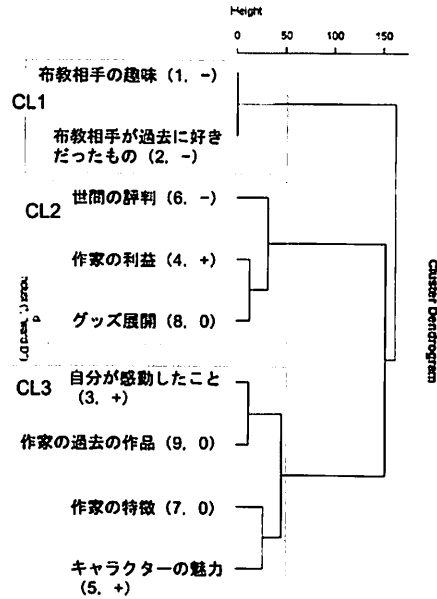 Height
0 50 100 150
布教相手の趣味 (1, -)
CL1
布教相手が過去に好き
だったもの (2, -)
世間の評判 (6, -)
CL2
作家の利益 (4, +)
グッズ展開 (8, 0)
d
Cluster Dendrogram
自分が感動したこと
CL3
(3, +)
作家の過去の作品 (9, 0)
作家の特徴 (7, 0)
キャラクターの魅力
(5, +)